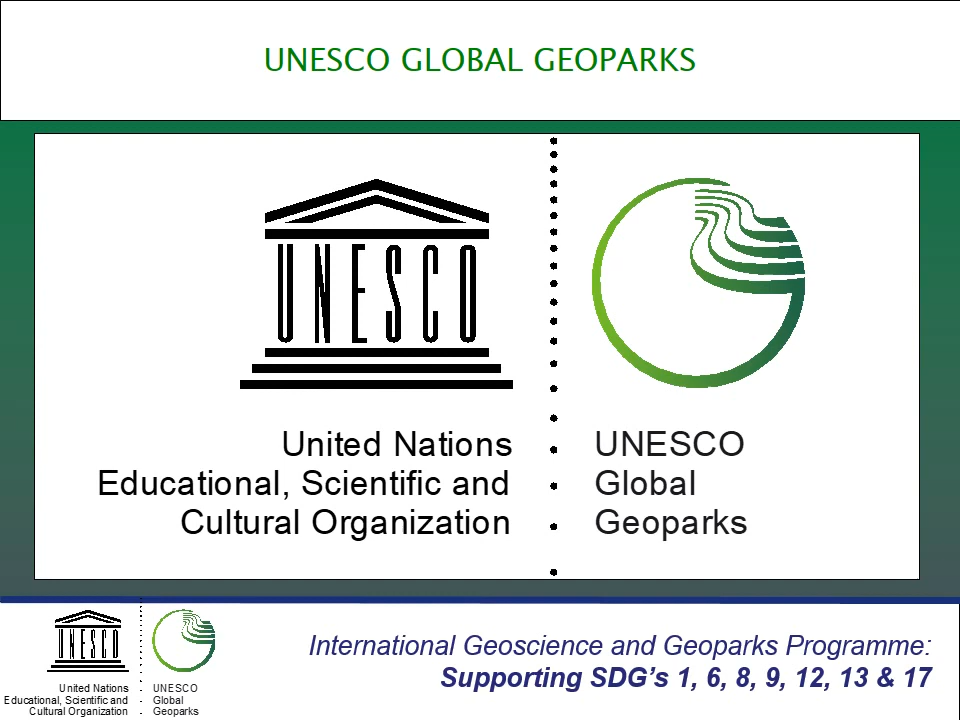 UNESCO GLOBAL GEOPARKS
UNESCO
United Nations
Educational, Scientific and
Cultural Organization
UNESCO
Global
Geoparks
UNESCO
United Nations
Educational, Scientific and
Cultural Organization
UNESCO
Global
Geoparks
International Geoscience and Geoparks Programme:
Supporting SDG’s 1, 6, 8, 9, 12, 13 & 17